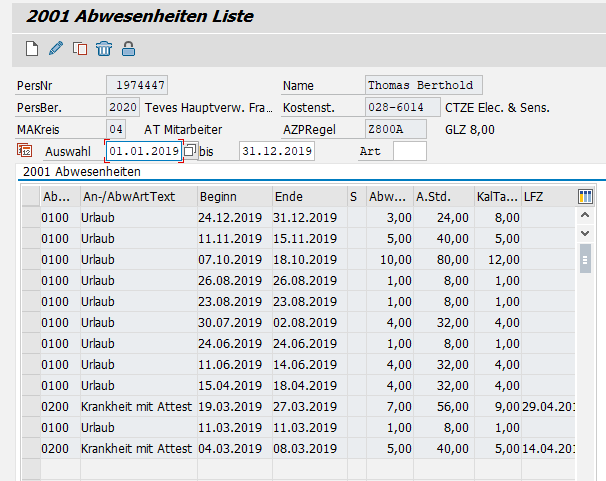 2001 Abwesenheiten Liste
PersNr 1974447 Name Thomas Berthold
PersBer. 2020 Teves Hauptverw. Fra... Kostenst. 028-6014 CTZE Elec. & Sens.
MAKreis 04 AT Mitarbeiter AZPRegel Z800A GLZ 8,00
Auswahl 01.01.2019 bis 31.12.2019 Art
2001 Abwesenheiten
Ab... An-/AbwArtText Beginn Ende S Abw... A.Std. KalTa... LFZ
0100 Urlaub 24.12.2019 31.12.2019 3,00 24,00 8,00
0100 Urlaub 11.11.2019 15.11.2019 5,00 40,00 5,00
0100 Urlaub 07.10.2019 18.10.2019 10,00 80,00 12,00
0100 Urlaub 26.08.2019 26.08.2019 1,00 8,00 1,00
0100 Urlaub 23.08.2019 23.08.2019 1,00 8,00 1,00
0100 Urlaub 30.07.2019 02.08.2019 4,00 32,00 4,00
0100 Urlaub 24.06.2019 24.06.2019 1,00 8,00 1,00
0100 Urlaub 11.06.2019 14.06.2019 4,00 32,00 4,00
0100 Urlaub 15.04.2019 18.04.2019 4,00 32,00 4,00
0200 Krankheit mit Attest 19.03.2019 27.03.2019 7,00 56,00 9,00 29.04.201
0100 Urlaub 11.03.2019 11.03.2019 1,00 8,00 1,00
0200 Krankheit mit Attest 04.03.2019 08.03.2019 5,00 40,00 5,00 14.04.201